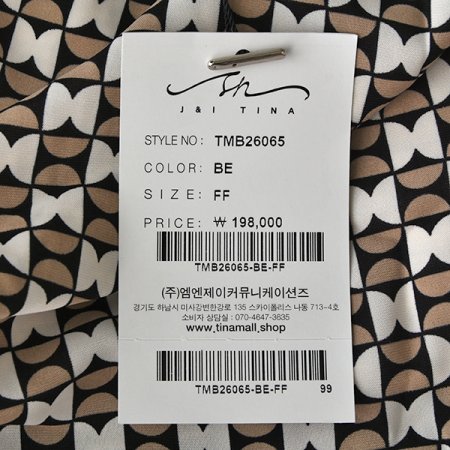 J&I TINA
STYLE NO: TMB26065
COLOR: BE
SIZE: FF
PRICE: ₩ 198,000
TMB26065-BE-FF
(주)엠엔제이커뮤니케이션즈
경기도 하남시 미사강변한강로 135 스카이폴리스 나동 713-4호
소비자 상담실 : 070-4647-3835
www.tinamall.shop
TMB26065-BE-FF 99